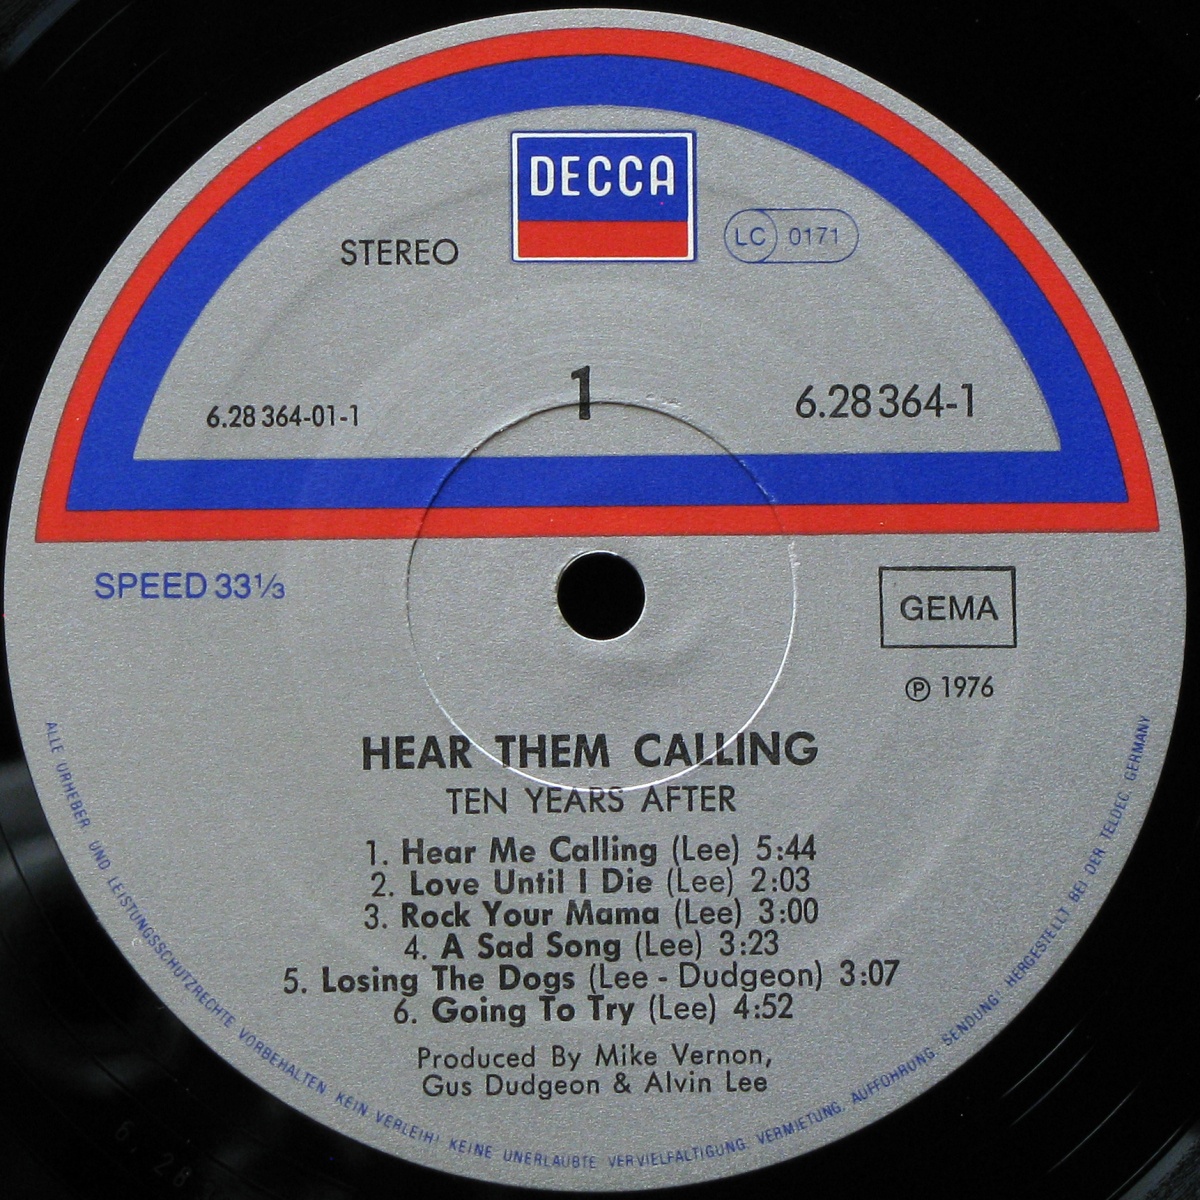 DECCA
STEREO
LC 0171
1
6.28 364-01-1
6.28 364-1
SPEED 33⅓
GEMA
℗ 1976
HEAR THEM CALLING
TEN YEARS AFTER
1. Hear Me Calling (Lee) 5:44
2. Love Until I Die (Lee) 2:03
3. Rock Your Mama (Lee) 3:00
4. A Sad Song (Lee) 3:23
5. Losing The Dogs (Lee - Dudgeon) 3:07
6. Going To Try (Lee) 4:52
Produced By Mike Vernon,
Gus Dudgeon & Alvin Lee
ALLE URHEBER- UND LEISTUNGSSCHUTZRECHTE VORBEHALTEN. KEIN VERLEIH! KEINE UNERLAUBTE VERVIELFÄLTIGUNG, VERMIETUNG, AUFFÜHRUNG, SENDUNG! HERGESTELLT BEI DER TELDEC, GERMANY
6.28